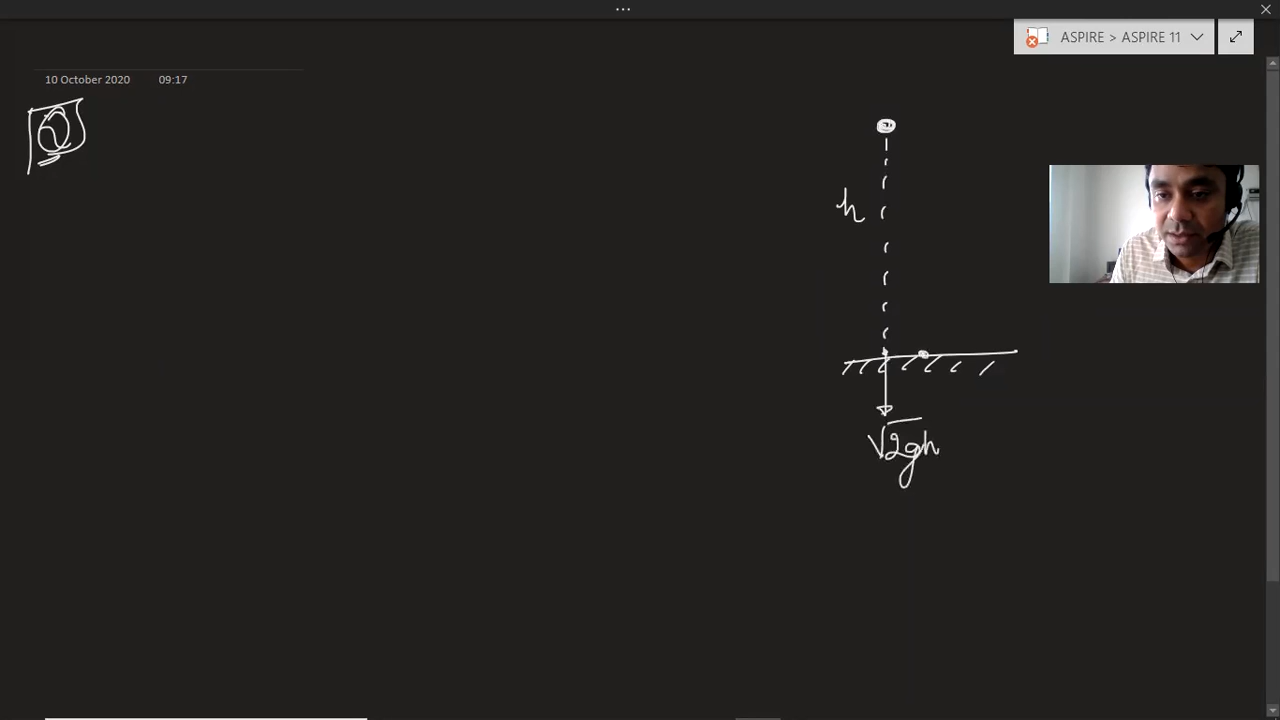 ASPIRE > ASPIRE 11
10 October 2020 09:17
Q
h
√2gh